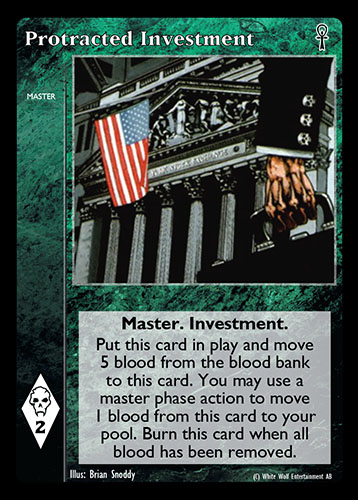 Protracted Investment
MASTER
Master. Investment.
Put this card in play and move
5 blood from the blood bank
to this card. You may use a
master phase action to move
1 blood from this card to your
pool. Burn this card when all
blood has been removed.
2
Illus: Brian Snoddy
(C) White Wolf Entertainment AB